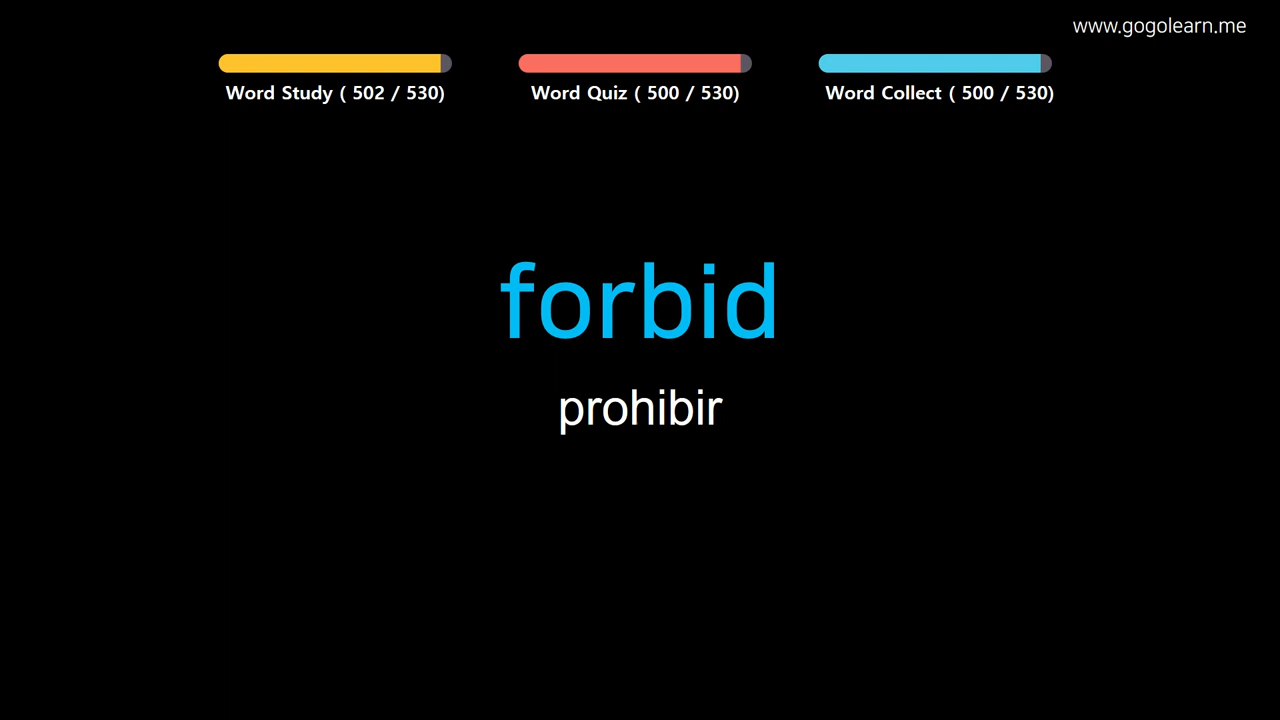 www.gogolearn.me
Word Study ( 502 / 530)
Word Quiz ( 500 / 530)
Word Collect ( 500 / 530)
forbid
prohibir